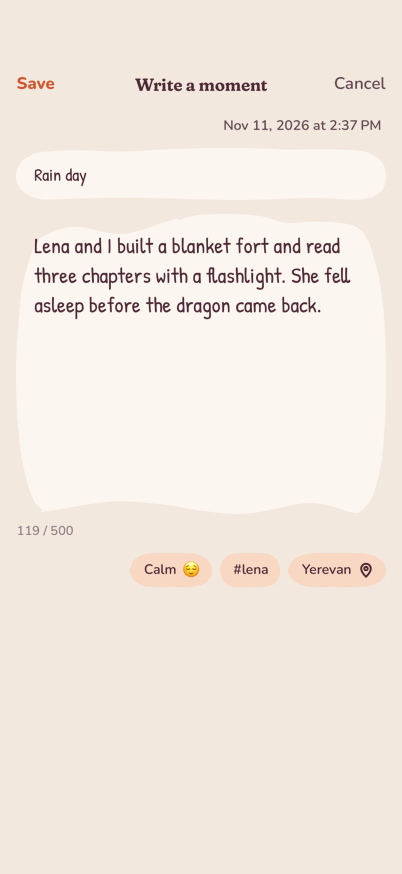 Save Write a moment Cancel
Nov 11, 2026 at 2:37 PM
Rain day
Lena and I built a blanket fort and read
three chapters with a flashlight. She fell
asleep before the dragon came back.
119 / 500
Calm 😌 #lena Yerevan